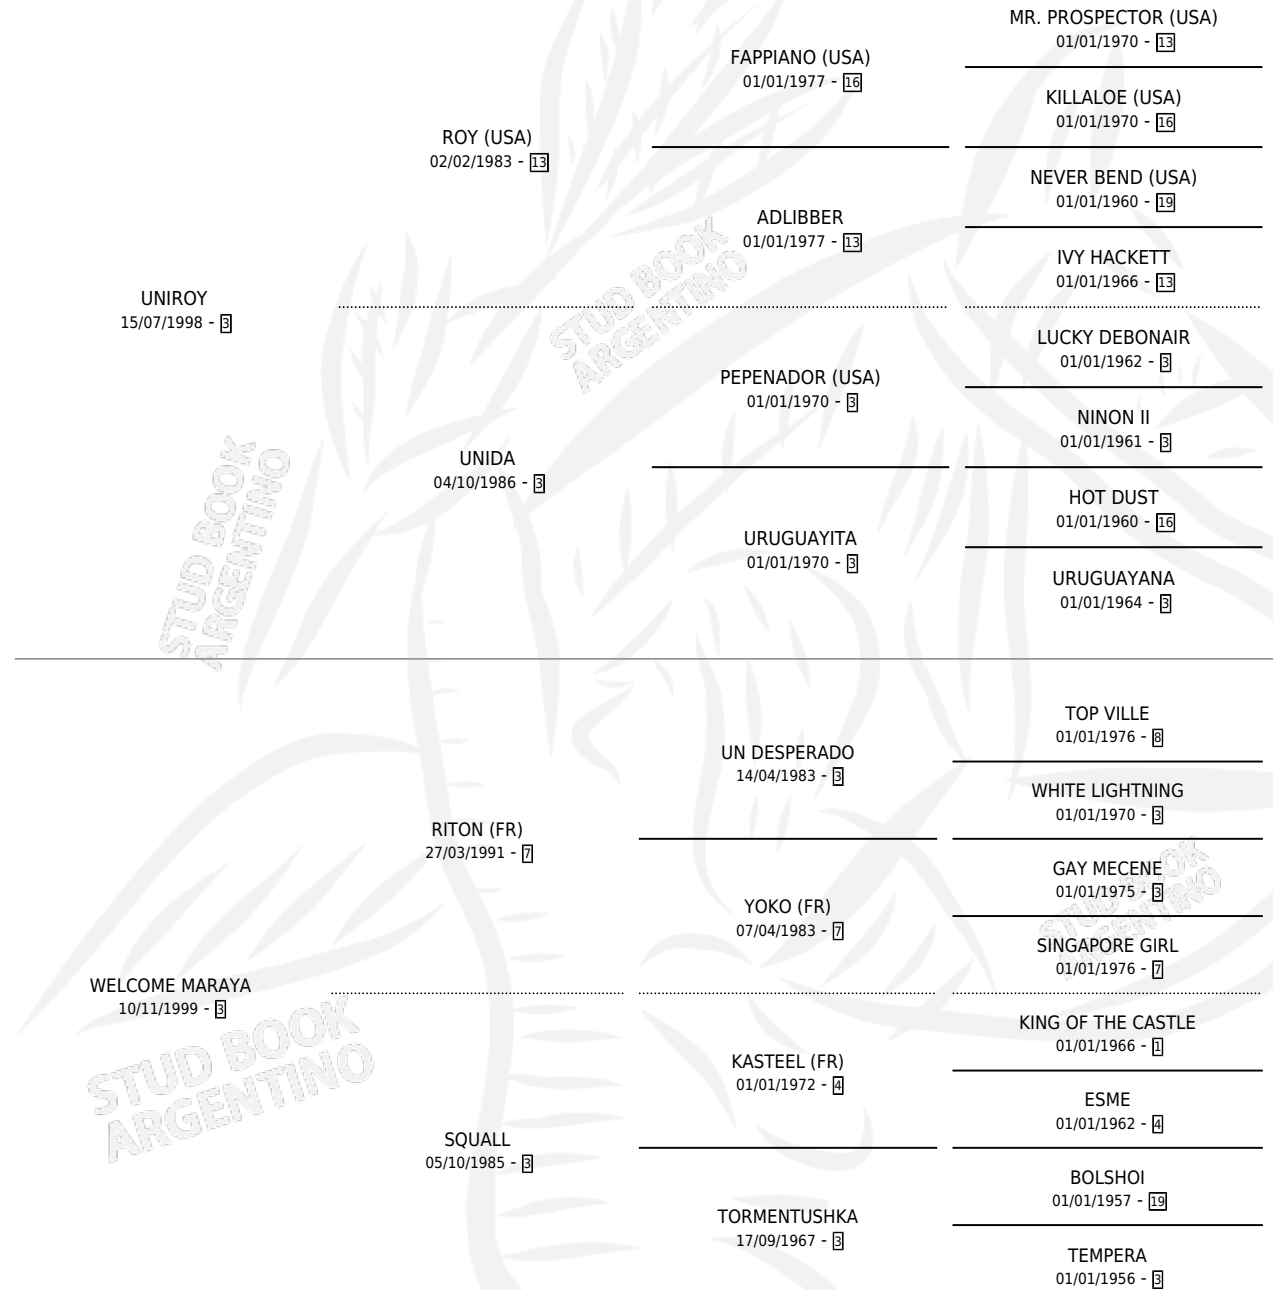 MR. PROSPECTOR (USA)
01/01/1970 - 13
FAPPIANO (USA)
01/01/1977 - 16
KILLALOE (USA)
01/01/1970 - 16
ROY (USA)
02/02/1983 - 13
NEVER BEND (USA)
01/01/1960 - 19
ADLIBBER
01/01/1977 - 13
IVY HACKETT
01/01/1966 - 13
UNIROY
15/07/1998 - 3
LUCKY DEBONAIR
01/01/1962 - 3
PEPENADOR (USA)
01/01/1970 - 3
NINON II
01/01/1961 - 3
UNIDA
04/10/1986 - 3
HOT DUST
01/01/1960 - 16
URUGUAYITA
01/01/1970 - 3
URUGUAYANA
01/01/1964 - 3
TOP VILLE
01/01/1976 - 8
UN DESPERADO
14/04/1983 - 3
WHITE LIGHTNING
01/01/1970 - 3
RITON (FR)
27/03/1991 - 7
GAY MECENE
01/01/1975 - 3
YOKO (FR)
07/04/1983 - 7
SINGAPORE GIRL
01/01/1976 - 7
WELCOME MARAYA
10/11/1999 - 3
KING OF THE CASTLE
01/01/1966 - 1
KASTEEL (FR)
01/01/1972 - 4
ESME
01/01/1962 - 4
SQUALL
05/10/1985 - 3
BOLSHOI
01/01/1957 - 19
TORMENTUSHKA
17/09/1967 - 3
TEMPERA
01/01/1956 - 3
STUD BOOK
ARGENTINO
STUD BOOK
ARGENTINO
STUD BOOK
ARGENTINO
STUD BOOK
ARGENTINO